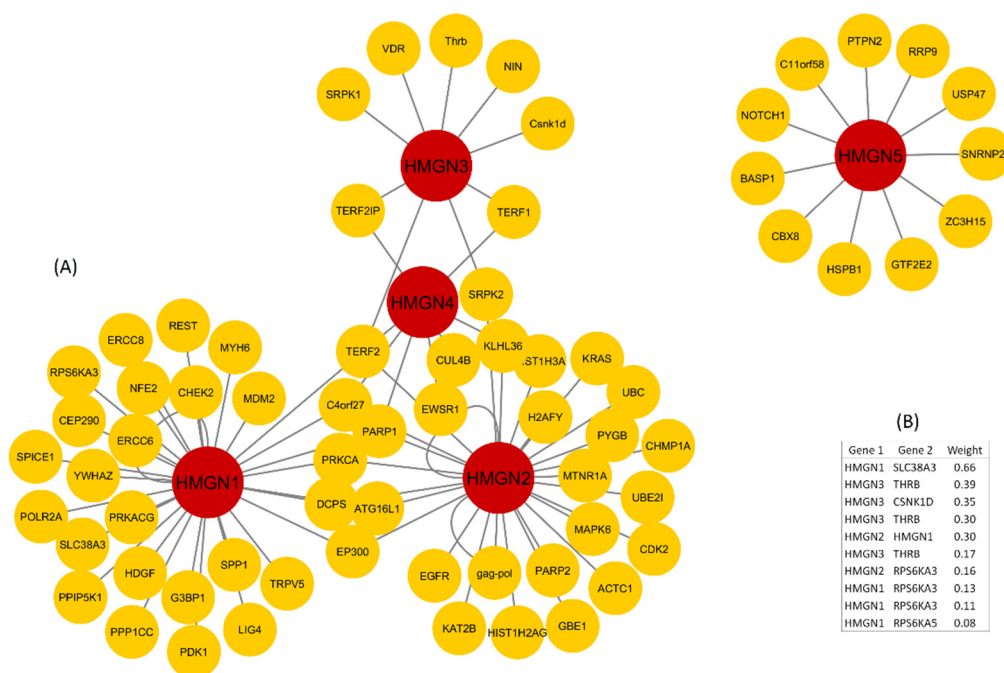 VDR
Thrb
NIN
SRPK1
Csnk1d
HMGN3
TERF2IP
TERF1
PTPN2
C11orf58
RRP9
USP47
NOTCH1
HMGN5
SNRNP2
BASP1
CBX8
ZC3H15
HSPB1
GTF2E2
(A)
HMGN4
SRPK2
REST
ERCC8
MYH6
TERF2
CUL4B
KLHL36
ST1H3A
KRAS
RPS6KA3
NFE2
CHEK2
MDM2
C4orf27
EWSR1
H2AFY
UBC
CEP290
ERCC6
PARP1
PYGB
CHMP1A
SPICE1
YWHAZ
HMGN1
PRKCA
HMGN2
MTNR1A
UBE2I
POLR2A
PRKACG
DCPS
ATG16L1
MAPK6
SLC38A3
EP300
CDK2
HDGF
SPP1
TRPV5
EGFR
gag-pol
PARP2
ACTC1
PPIP5K1
G3BP1
PPP1CC
LIG4
KAT2B
HIST1H2AG
GBE1
PDK1
(B)
Gene 1 Gene 2 Weight
HMGN1 SLC38A3 0.66
HMGN3 THRB 0.39
HMGN3 CSNK1D 0.35
HMGN3 THRB 0.30
HMGN2 HMGN1 0.30
HMGN3 THRB 0.17
HMGN2 RPS6KA3 0.16
HMGN1 RPS6KA3 0.13
HMGN1 RPS6KA3 0.11
HMGN1 RPS6KA5 0.08